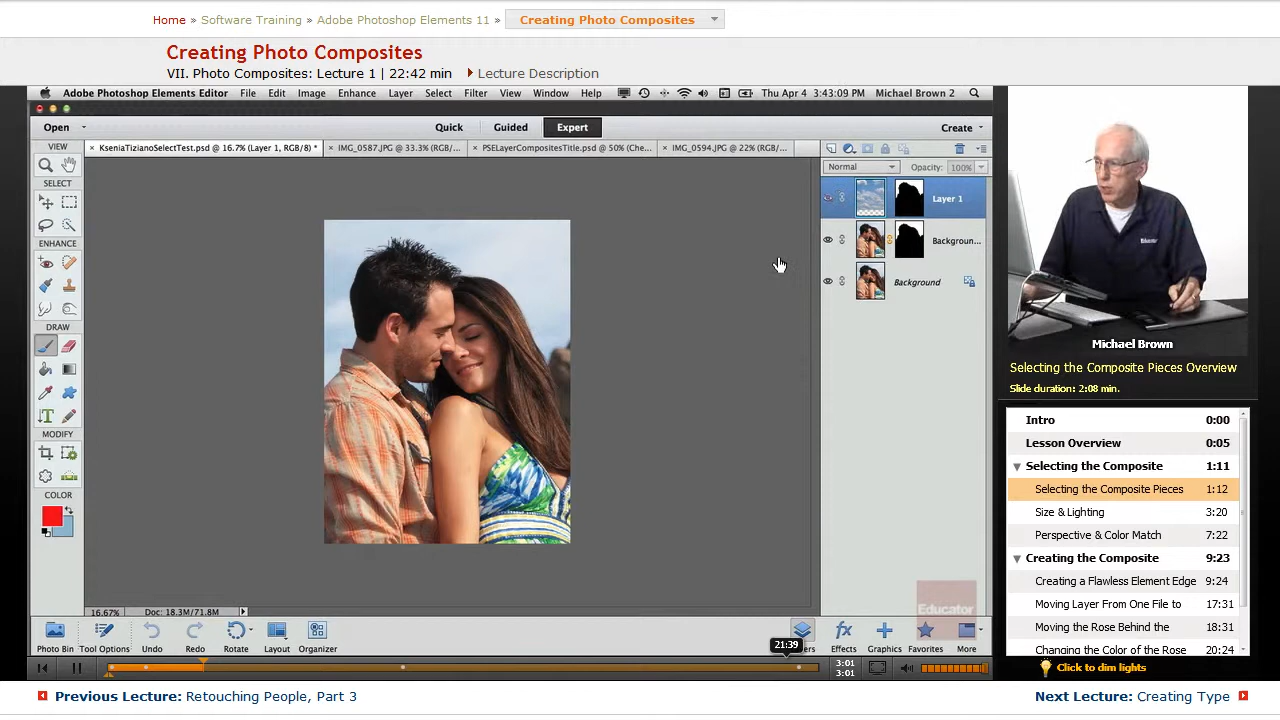 Home » Software Training » Adobe Photoshop Elements 11 » Creating Photo Composites
Creating Photo Composites
VII. Photo Composites: Lecture 1 | 22:42 min Lecture Description
Adobe Photoshop Elements Editor File Edit Image Enhance Layer Select Filter View Window Help Thu Apr 4 3:43:09 PM Michael Brown 2
Open Quick Guided Expert Create
VIEW × KseniaTizianoSelectTest.psd @ 16.7% (Layer 1, RGB/8) * × IMG_0587.JPG @ 33.3% (RGB/... × PSELayerCompositesTitle.psd @ 50% (Che... × IMG_0594.JPG @ 22% (RGB/...
Normal Opacity: 100%
SELECT
Layer 1
ENHANCE
Backgroun...
Background
DRAW
T
MODIFY
COLOR
16.67% Doc: 18.3M/71.8M
Educator
Photo Bin Tool Options Undo Redo Rotate Layout Organizer fx Effects Graphics Favorites More
21:39
3:01
3:01
Michael Brown
Selecting the Composite Pieces Overview
Slide duration: 2:08 min.
Intro 0:00
Lesson Overview 0:05
Selecting the Composite 1:11
Selecting the Composite Pieces 1:12
Size & Lighting 3:20
Perspective & Color Match 7:22
Creating the Composite 9:23
Creating a Flawless Element Edge 9:24
Moving Layer From One File to 17:31
Moving the Rose Behind the 18:31
Changing the Color of the Rose 20:24
Click to dim lights
Previous Lecture: Retouching People, Part 3
Next Lecture: Creating Type